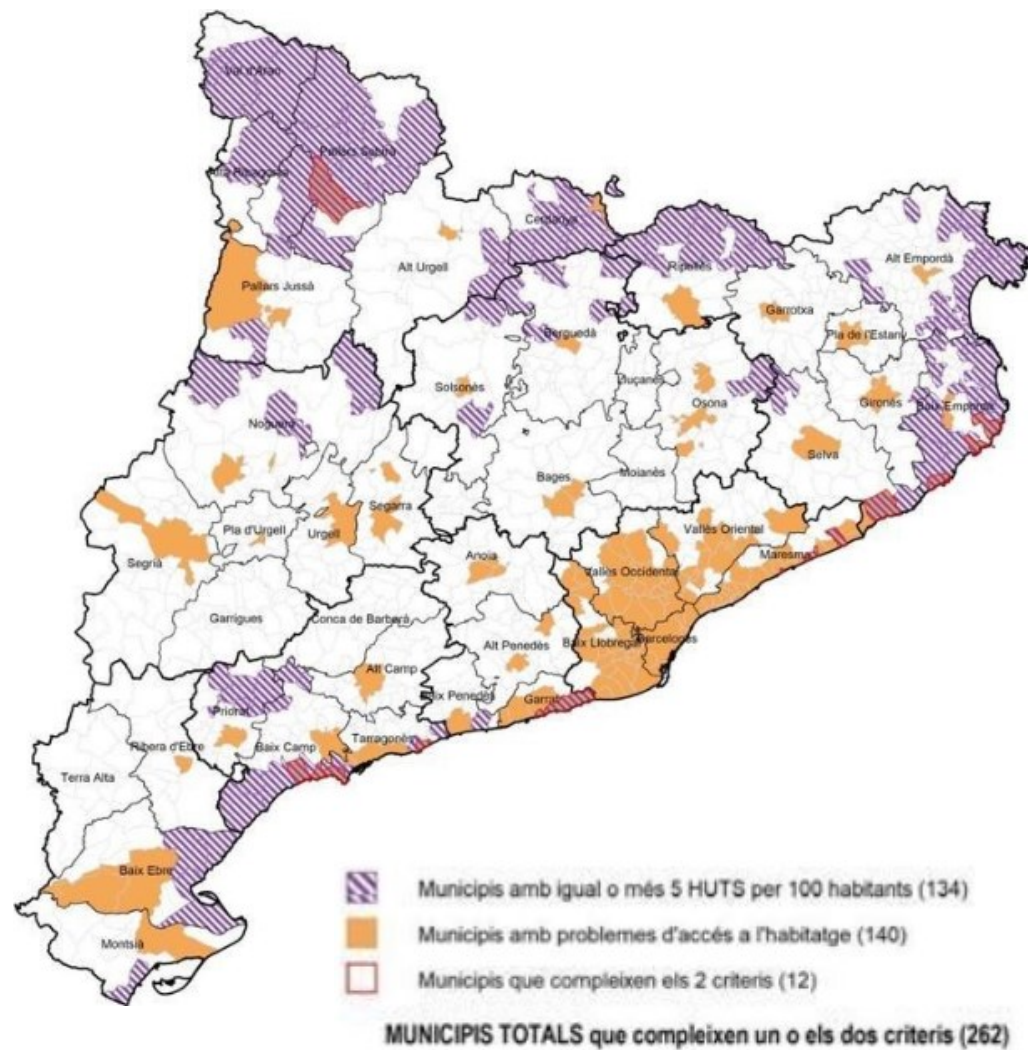 Val d'Aran
Pallars Sobirà
Alta Ribagorça
Cerdanya
Alt Urgell
Ripollès
Alt Empordà
Pallars Jussà
Garrotxa
Berguedà
Pla de l'Estany
Lluçanès
Solsonès
Osona
Gironès
Baix Empordà
Noguera
Selva
Bages
Moianès
Segarra
Vallès Oriental
Pla d'Urgell
Urgell
Anoia
Maresme
Segrià
Vallès Occidental
Garrigues
Conca de Barberà
Baix Llobregat
Barcelonès
Alt Penedès
Alt Camp
Baix Penedès
Garraf
Priorat
Tarragonès
Ribera d'Ebre
Baix Camp
Terra Alta
Baix Ebre
Montsià
Municipis amb igual o més 5 HUTS per 100 habitants (134)
Municipis amb problemes d'accés a l'habitatge (140)
Municipis que compleixen els 2 criteris (12)
MUNICIPIS TOTALS que compleixen un o els dos criteris (262)